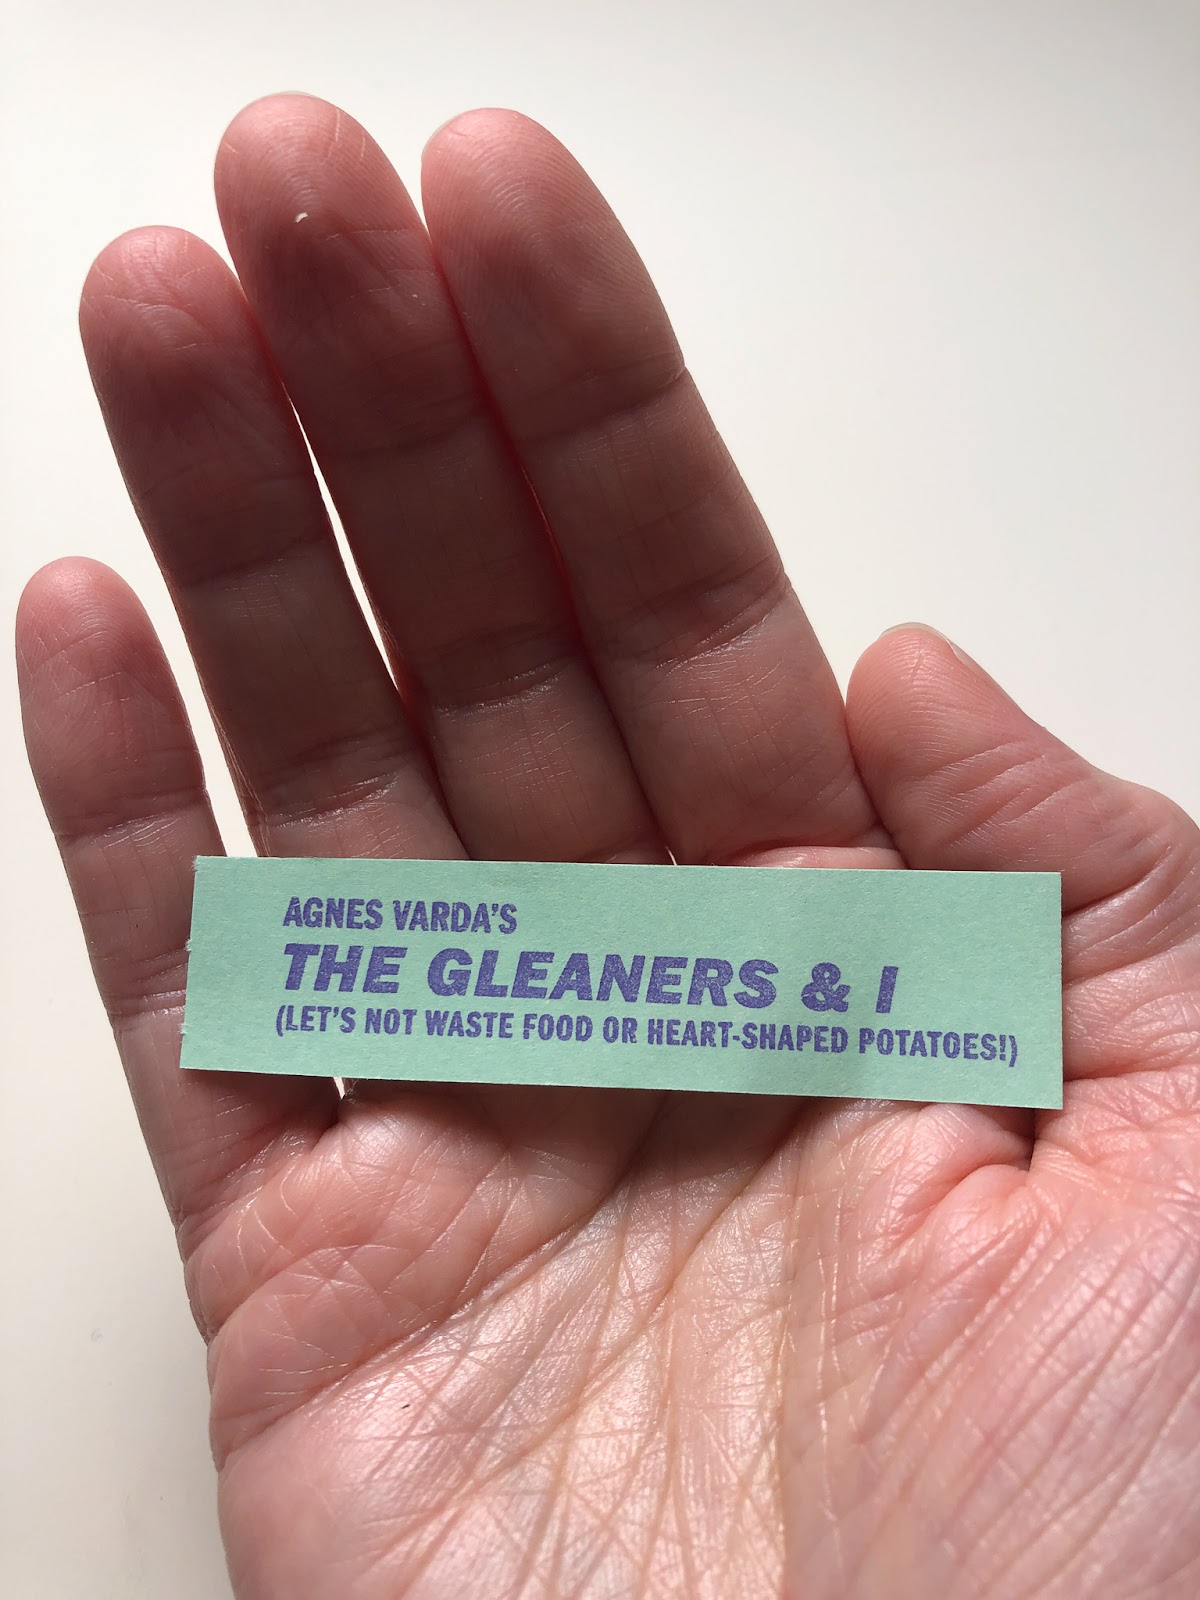 AGNES VARDA'S
THE GLEANERS & I
(LET'S NOT WASTE FOOD OR HEART-SHAPED POTATOES!)